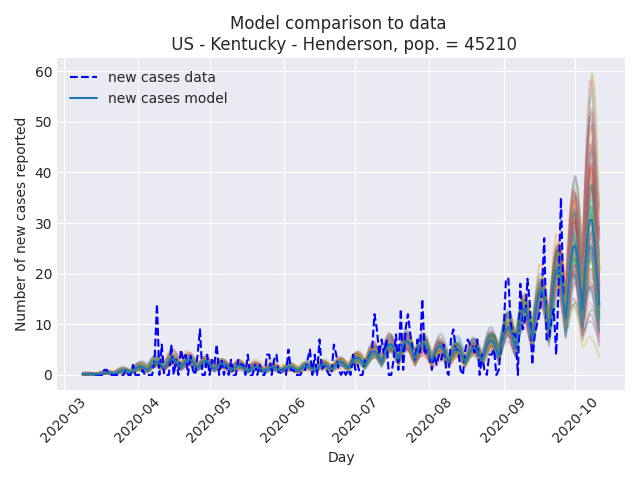 Model comparison to data
US - Kentucky - Henderson, pop. = 45210
new cases data
new cases model
Number of new cases reported
60
50
40
30
20
10
0
2020-03
2020-04
2020-05
2020-06
2020-07
2020-08
2020-09
2020-10
Day